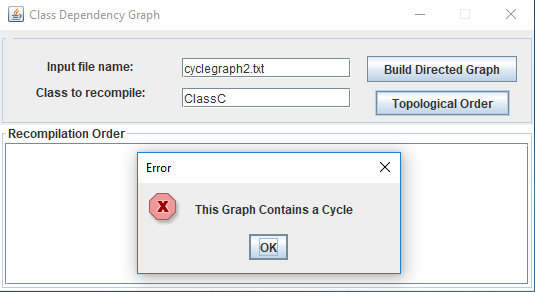 Class Dependency Graph
Input file name:
cyclegraph2.txt
Build Directed Graph
Class to recompile:
ClassC
Topological Order
Recompilation Order
Error
X
This Graph Contains a Cycle
OK